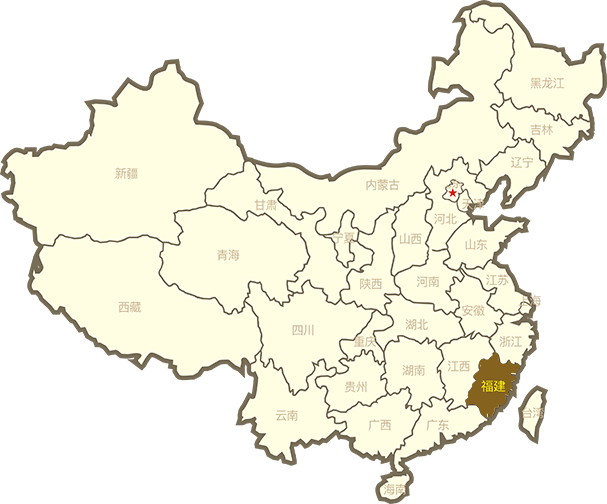 黑龙江
吉林
辽宁
新疆
内蒙古
甘肃
天津
河北
宁夏
山西
山东
青海
陕西
河南
江苏
西藏
安徽
上海
四川
湖北
重庆
浙江
江西
湖南
贵州
福建
云南
台湾
广西
广东
海南